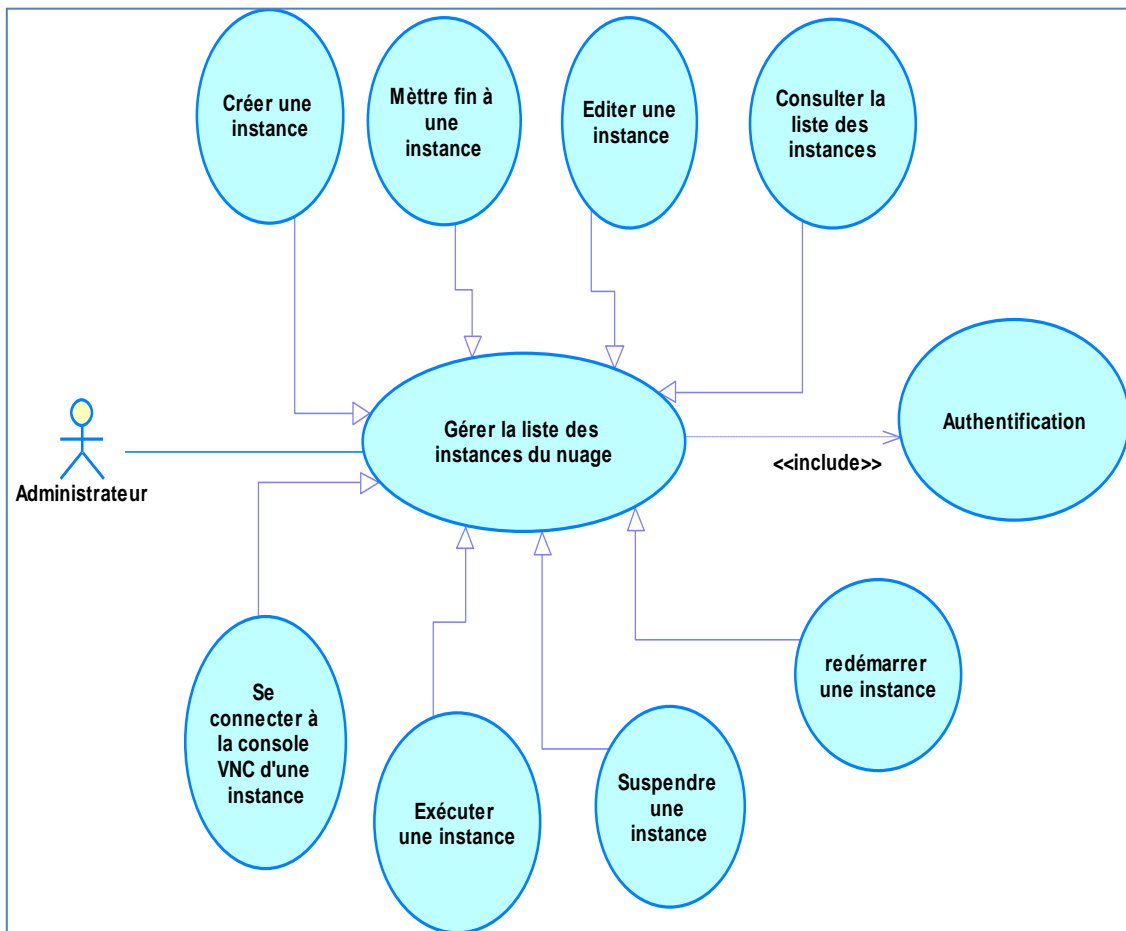 Créer une
instance
Mèttre fin à
une
instance
Editer une
instance
Consulter la
liste des
instances
Gérer la liste des
instances du nuage
Authentification
<<include>>
Administrateur
redémarrer
une instance
Se
connecter à
la console
VNC d'une
instance
Exécuter
une instance
Suspendre
une
instance